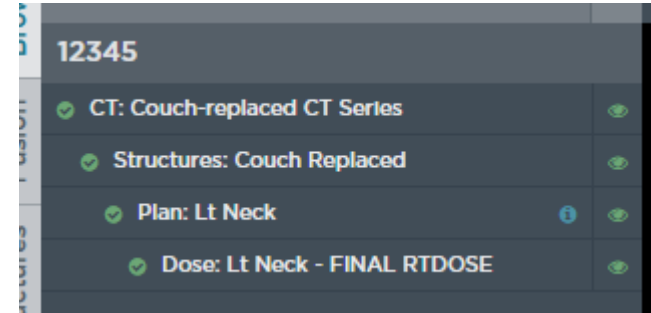 12345
CT: Couch-replaced CT Series
Structures: Couch Replaced
Plan: Lt Neck
Dose: Lt Neck - FINAL RTDOSE